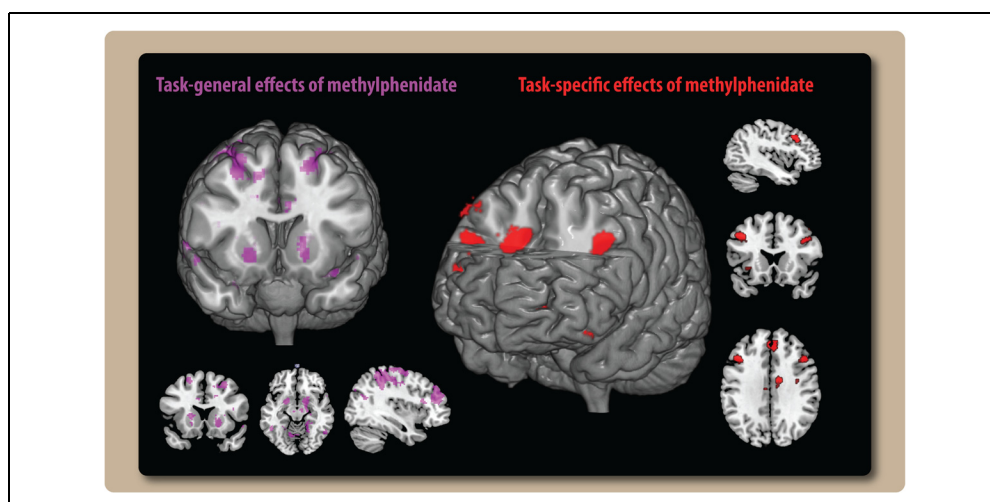 Task-general effects of methylphenidate
Task-specific effects of methylphenidate